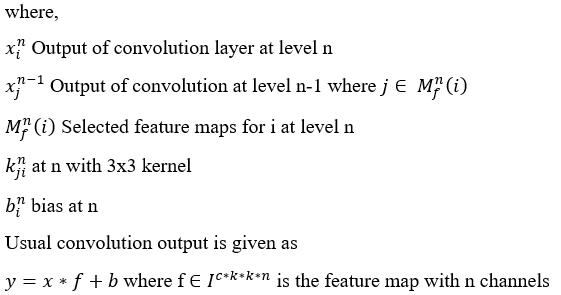 where,
$x_i^n$ Output of convolution layer at level n
$x_j^{n-1}$ Output of convolution at level n-1 where $j \in M_f^n(i)$
$M_f^n(i)$ Selected feature maps for i at level n
$k_{ji}^n$ at n with 3x3 kernel
$b_i^n$ bias at n
Usual convolution output is given as
$y = x * f + b$ where f∈ $I^{c*k*k*n}$ is the feature map with n channels